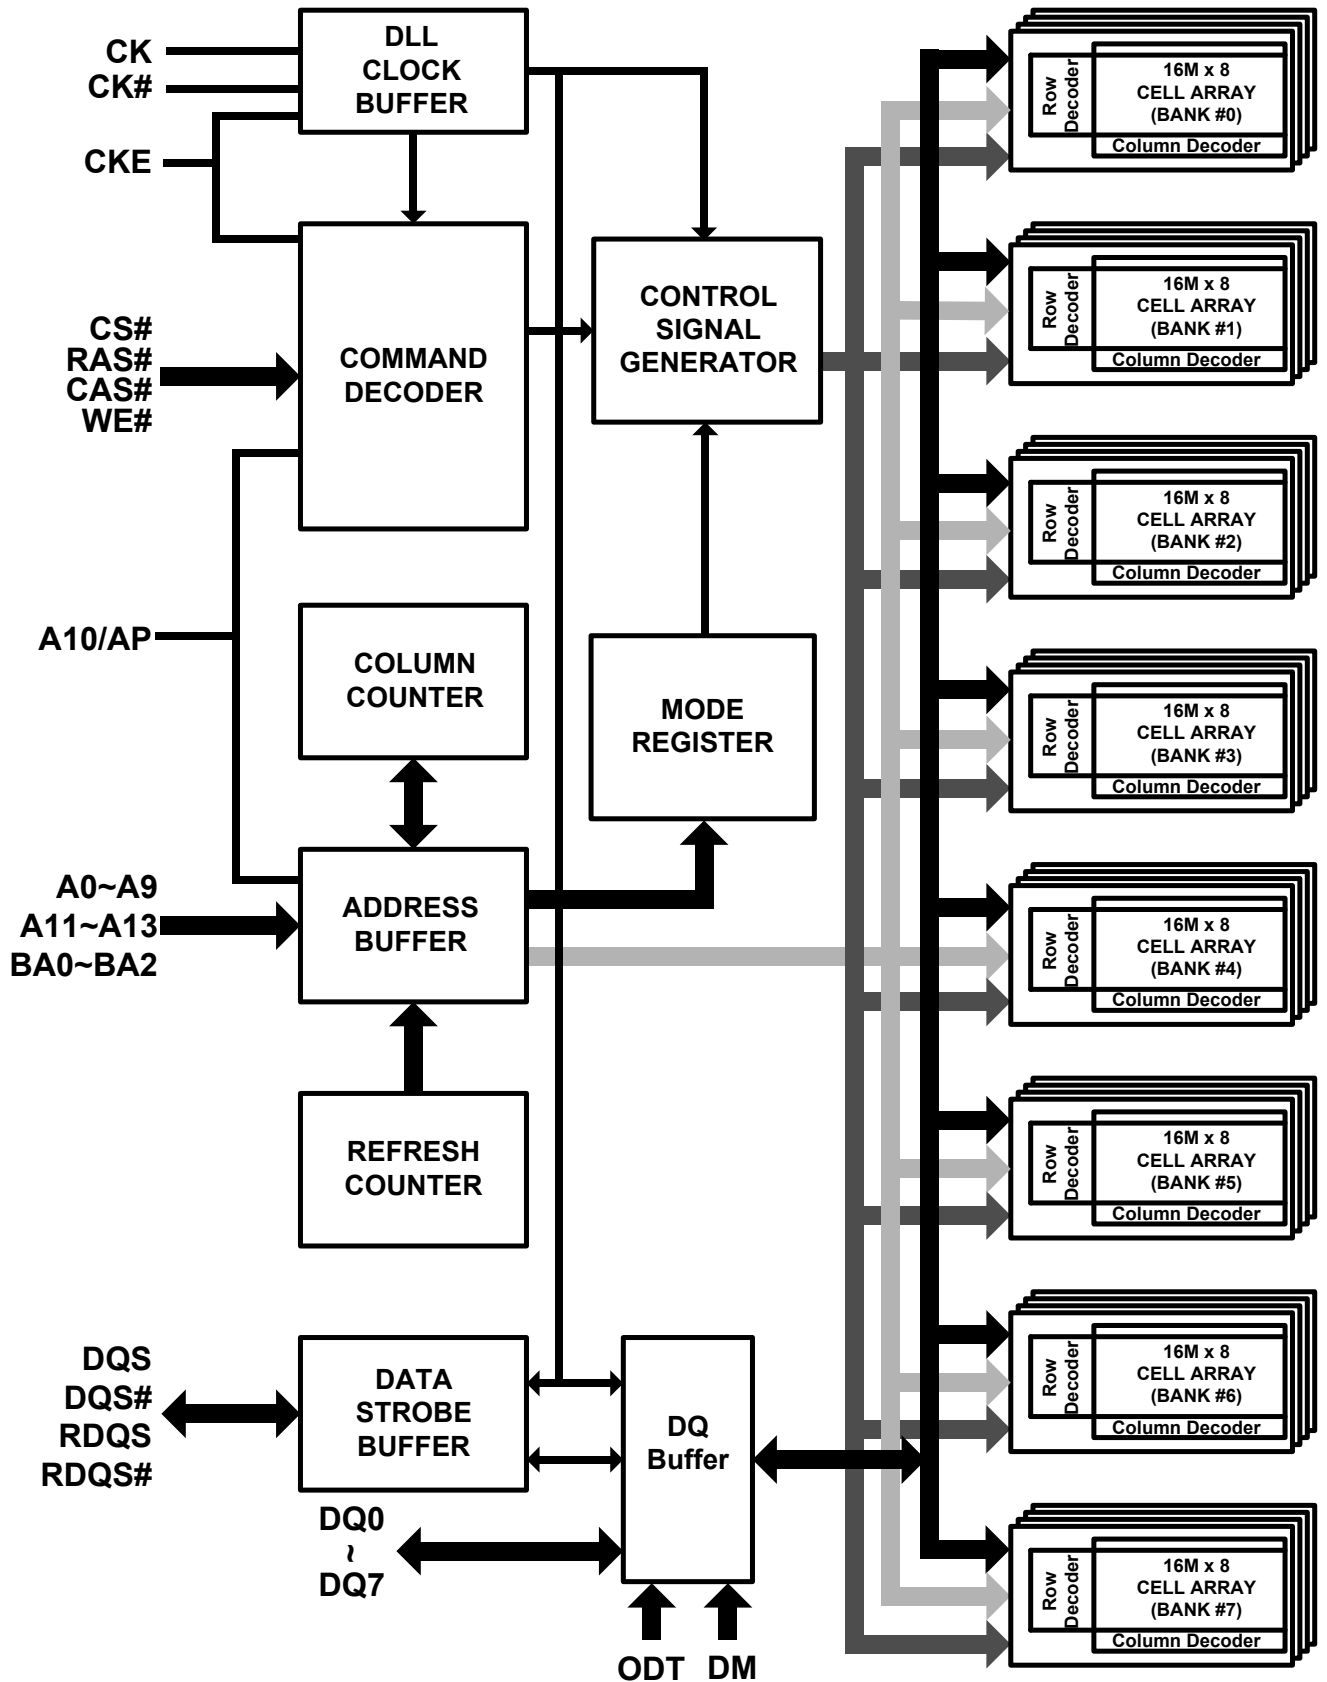 CK
CK#
CKE
CS#
RAS#
CAS#
WE#
A10/AP
A0~A9
A11~A13
BA0~BA2
DQS
DQS#
RDQS
RDQS#
DLL
CLOCK
BUFFER
COMMAND
DECODER
COLUMN
COUNTER
ADDRESS
BUFFER
REFRESH
COUNTER
DATA
STROBE
BUFFER
DQ0
~
DQ7
CONTROL
SIGNAL
GENERATOR
MODE
REGISTER
DQ
Buffer
ODT
DM
Row
Decoder
16M x 8
CELL ARRAY
(BANK #0)
Column Decoder
Row
Decoder
16M x 8
CELL ARRAY
(BANK #1)
Column Decoder
Row
Decoder
16M x 8
CELL ARRAY
(BANK #2)
Column Decoder
Row
Decoder
16M x 8
CELL ARRAY
(BANK #3)
Column Decoder
Row
Decoder
16M x 8
CELL ARRAY
(BANK #4)
Column Decoder
Row
Decoder
16M x 8
CELL ARRAY
(BANK #5)
Column Decoder
Row
Decoder
16M x 8
CELL ARRAY
(BANK #6)
Column Decoder
Row
Decoder
16M x 8
CELL ARRAY
(BANK #7)
Column Decoder